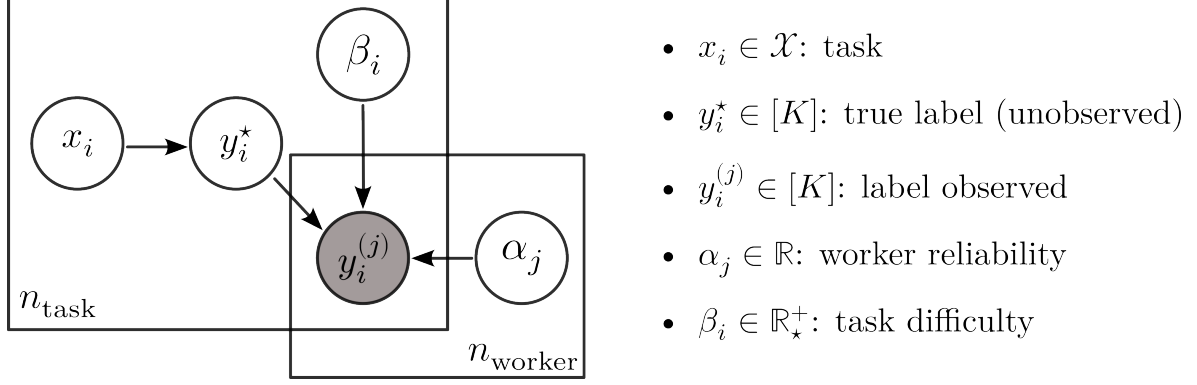 β_i
x_i
y_i^⋆
y_i^{(j)}
α_j
n_task
n_worker
• x_i ∈ 𝒳: task
• y_i^⋆ ∈ [K]: true label (unobserved)
• y_i^{(j)} ∈ [K]: label observed
• α_j ∈ ℝ: worker reliability
• β_i ∈ ℝ_⋆^+: task difficulty